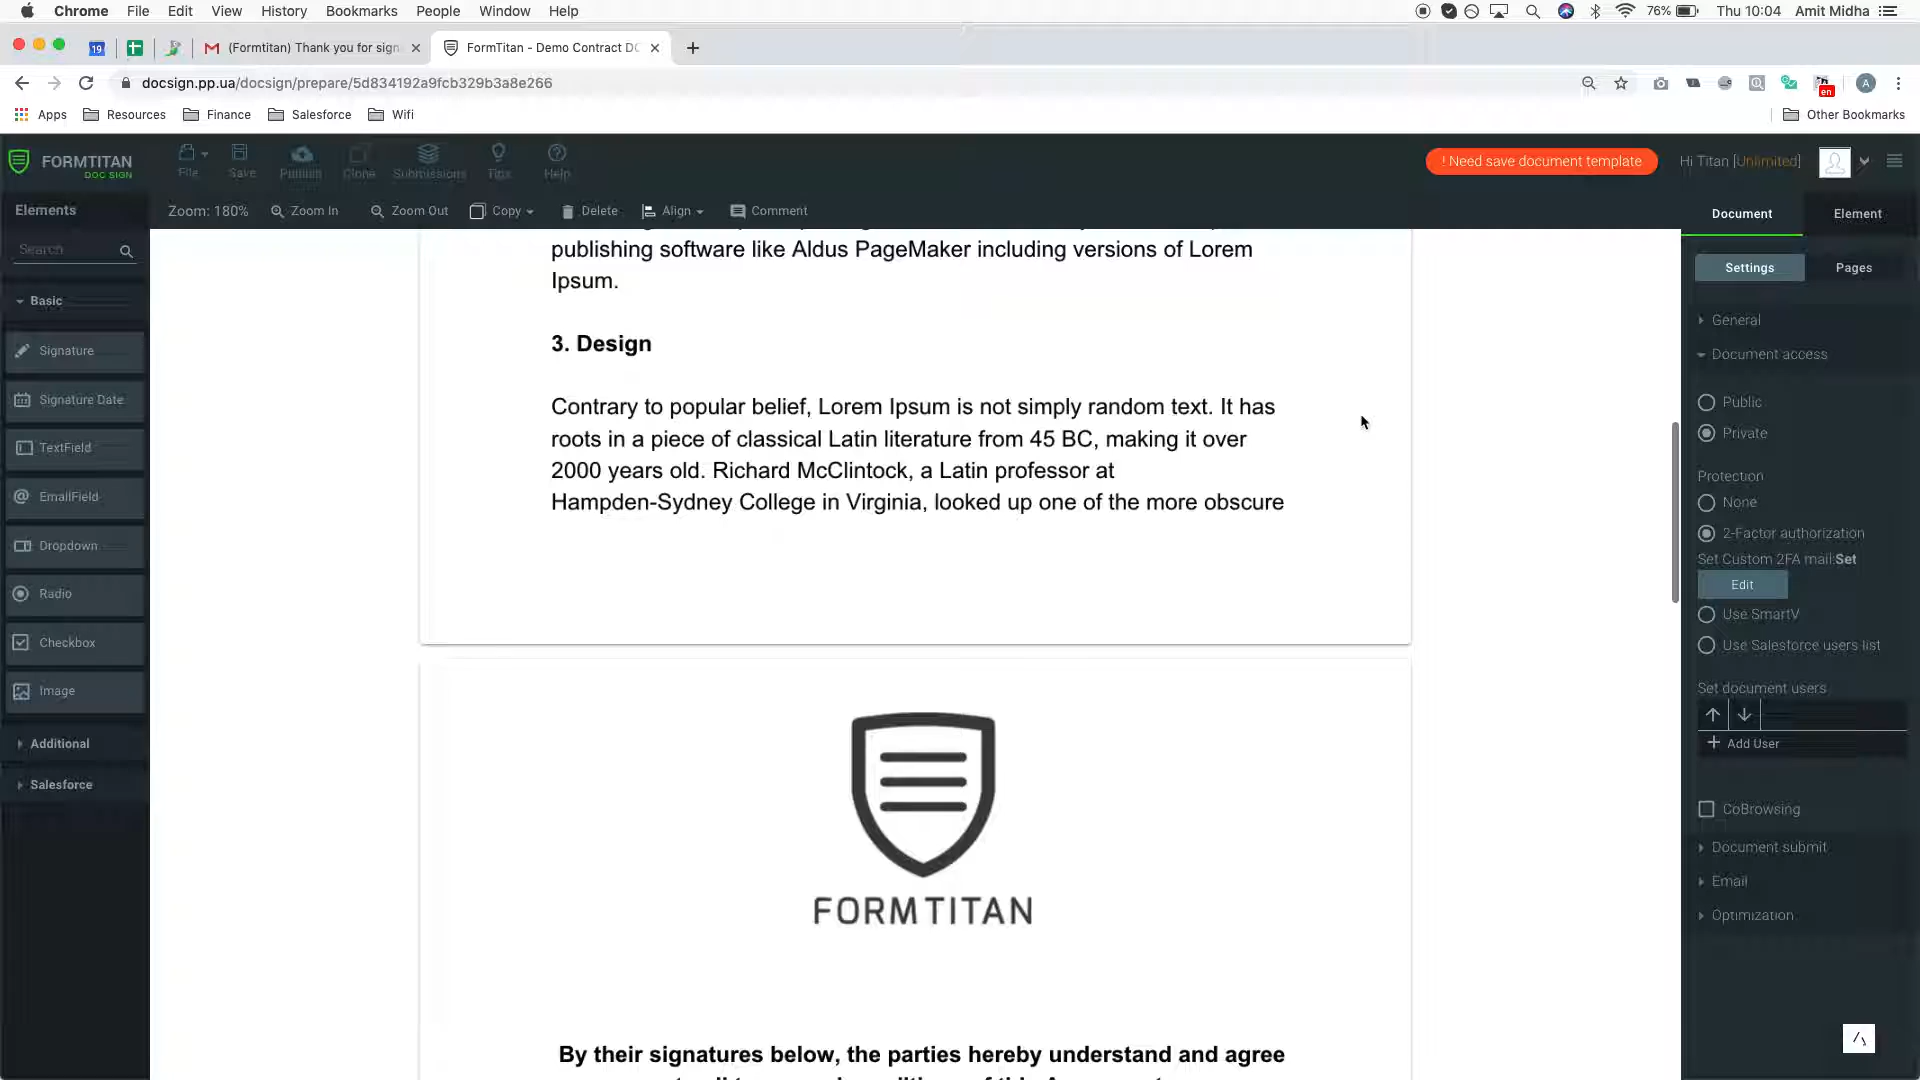 Chrome File Edit View History Bookmarks People Window Help 76% Thu 10:04 Amit Midha
19 (Formtitan) Thank you for sign FormTitan - Demo Contract DO
docsign.pp.ua/docsign/prepare/5d834192a9fcb329b3a8e266 en A
Apps Resources Finance Salesforce Wifi Other Bookmarks
FORMTITAN
DOC SIGN
File Save Publish Clone Submissions Tips Help
! Need save document template
Hi Titan [Unlimited]
Elements
Zoom: 180% Zoom In Zoom Out Copy Delete Align Comment
Document Element
Search
Basic
Signature
Signature Date
TextField
EmailField
Dropdown
Radio
Checkbox
Image
Additional
Salesforce
publishing software like Aldus PageMaker including versions of Lorem
Ipsum.
3. Design
Contrary to popular belief, Lorem Ipsum is not simply random text. It has
roots in a piece of classical Latin literature from 45 BC, making it over
2000 years old. Richard McClintock, a Latin professor at
Hampden-Sydney College in Virginia, looked up one of the more obscure
FORMTITAN
By their signatures below, the parties hereby understand and agree
Settings Pages
General
Document access
Public
Private
Protection
None
2-Factor authorization
Set Custom 2FA mail:Set
Edit
Use SmartV
Use Salesforce users list
Set document users
Add User
CoBrowsing
Document submit
Email
Optimization